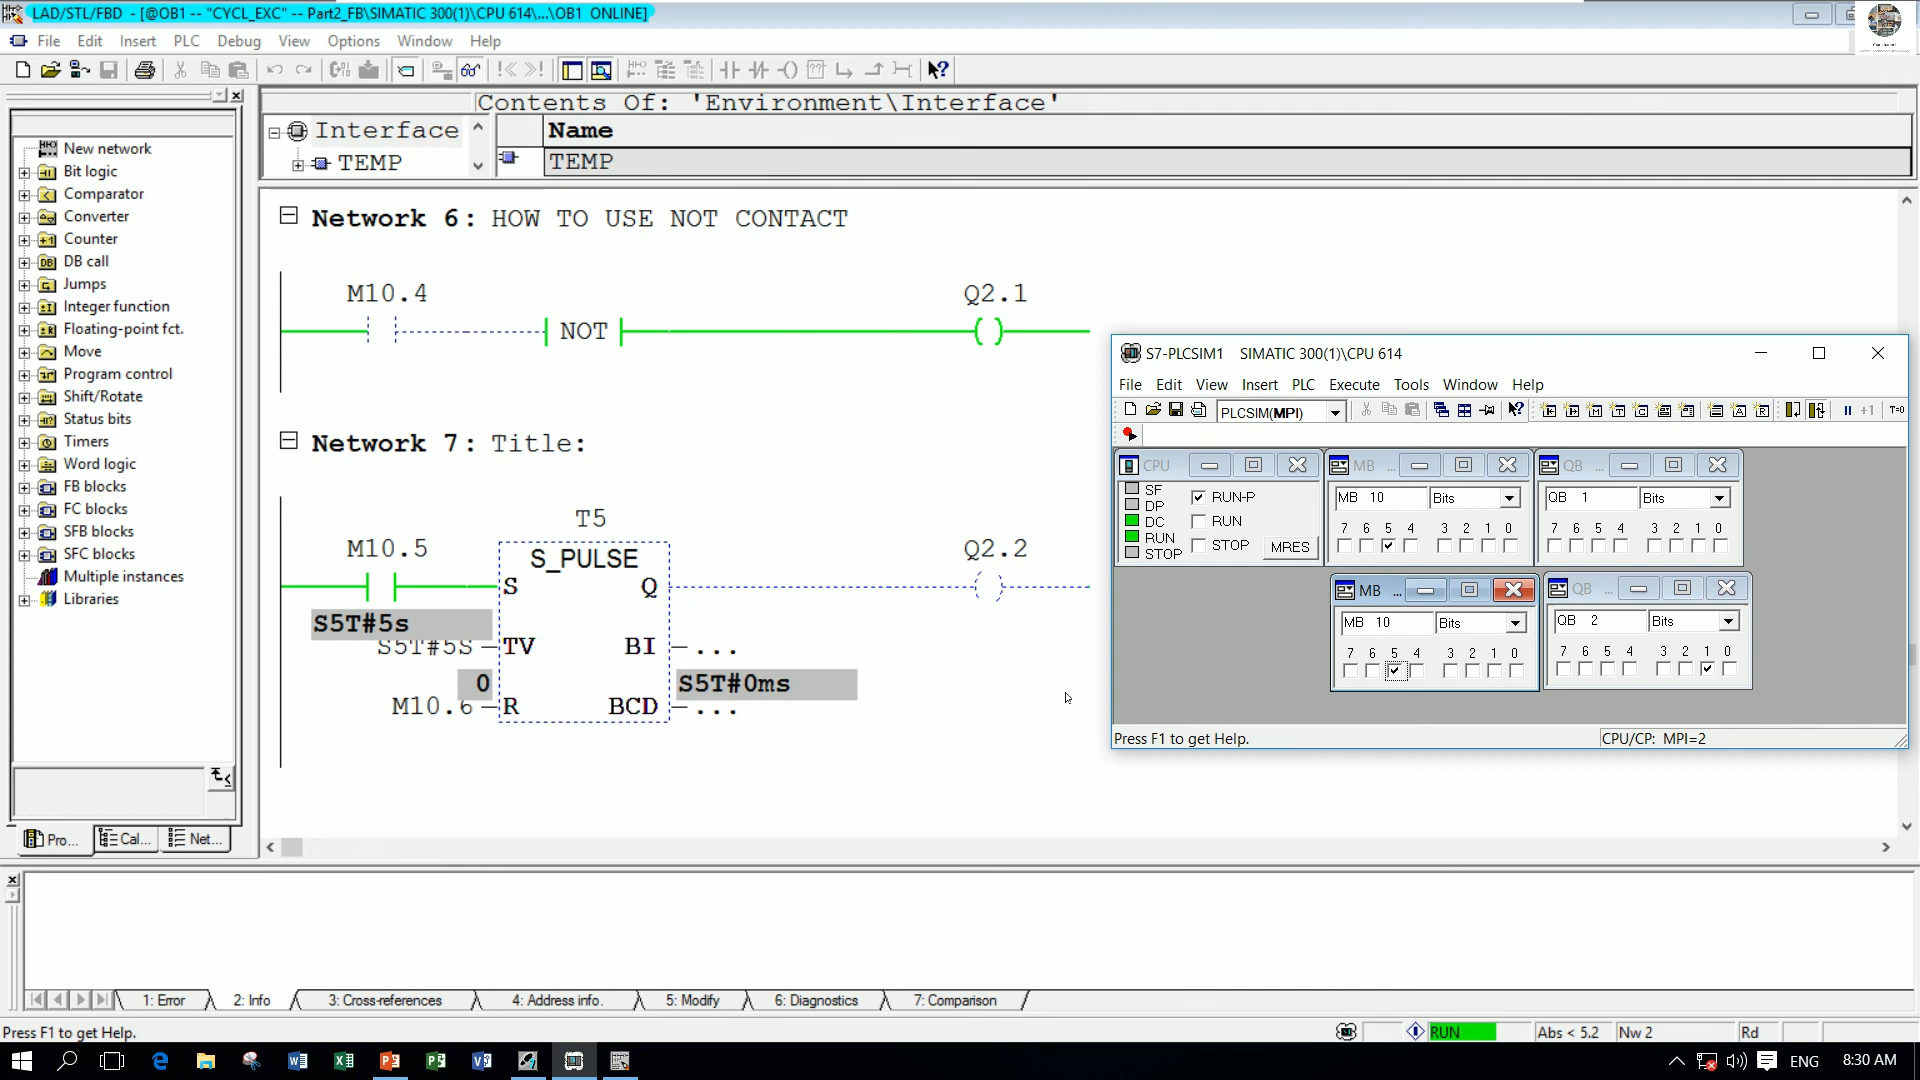 LAD/STL/FBD - [@OB1 -- "CYCL_EXC" -- Part2_FB\SIMATIC 300(1)\CPU 614\...\OB1 ONLINE]
File Edit Insert PLC Debug View Options Window Help
Contents Of: 'Environment\Interface'
Interface
TEMP
Name
TEMP
New network
Bit logic
Comparator
Converter
Counter
DB call
Jumps
Integer function
Floating-point fct.
Move
Program control
Shift/Rotate
Status bits
Timers
Word logic
FB blocks
FC blocks
SFB blocks
SFC blocks
Multiple instances
Libraries
Pro... Cal... Net...
Network 6: HOW TO USE NOT CONTACT
M10.4 Q2.1
NOT
Network 7: Title:
T5
M10.5 S_PULSE Q2.2
S Q
S5T#5s
S5T#5S TV BI ...
0 S5T#0ms
M10.6 R BCD ...
S7-PLCSIM1 SIMATIC 300(1)\CPU 614
File Edit View Insert PLC Execute Tools Window Help
PLCSIM(MPI)
+1 T=0
CPU
SF
DP
DC
RUN
STOP
RUN-P
RUN
STOP
MRES
MB ...
MB 10 Bits
7 6 5 4 3 2 1 0
QB ...
QB 1 Bits
7 6 5 4 3 2 1 0
MB ...
MB 10 Bits
7 6 5 4 3 2 1 0
QB ...
QB 2 Bits
7 6 5 4 3 2 1 0
Press F1 to get Help. CPU/CP: MPI=2
1: Error 2: Info 3: Cross-references 4: Address info. 5: Modify 6: Diagnostics 7: Comparison
Press F1 to get Help. RUN Abs < 5.2 Nw 2 Rd
ENG 8:30 AM